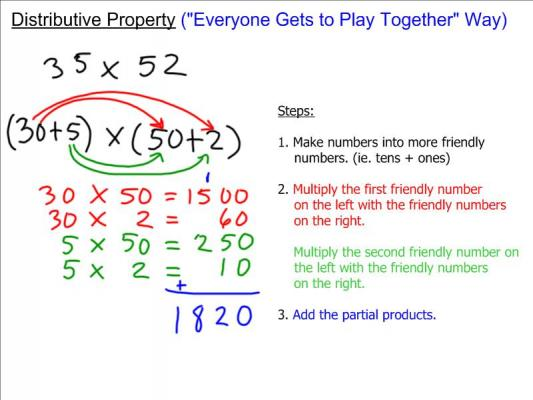 Distributive Property ("Everyone Gets to Play Together" Way)
35 x 52
(30+5) x (50+2)
30 x 50 = 1500
30 x 2 = 60
5 x 50 = 250
5 x 2 = 10
1
+
1820
Steps:
1. Make numbers into more friendly
numbers. (ie. tens + ones)
2. Multiply the first friendly number
on the left with the friendly numbers
on the right.
Multiply the second friendly number on
the left with the friendly numbers
on the right.
3. Add the partial products.